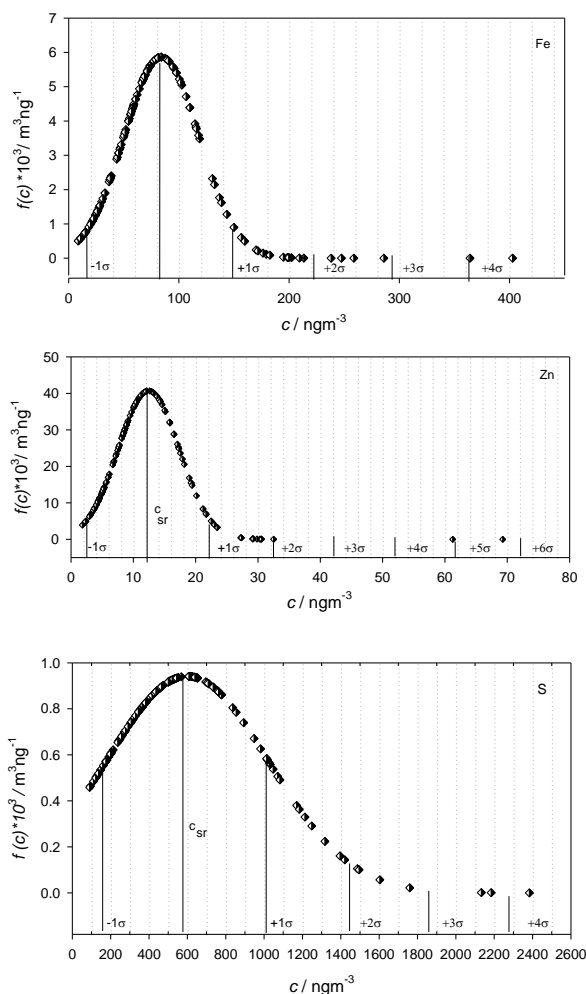 Fe
f(c) *10³/ m³ng⁻¹
7
6
5
4
3
2
1
0
-1σ
+1σ
+2σ
+3σ
+4σ
0 100 200 300 400
c / ngm⁻³
Zn
f(c)*10³/ m³ng⁻¹
50
40
30
20
10
0
c_sr
-1σ
+1σ
+2σ
+3σ
+4σ
+5σ
+6σ
0 10 20 30 40 50 60 70 80
c / ngm⁻³
S
f (c)*10³ / m³ng⁻¹
1.0
0.8
0.6
0.4
0.2
0.0
c_sr
-1σ
+1σ
+2σ
+3σ
+4σ
0 200 400 600 800 1000 1200 1400 1600 1800 2000 2200 2400 2600
c / ngm⁻³